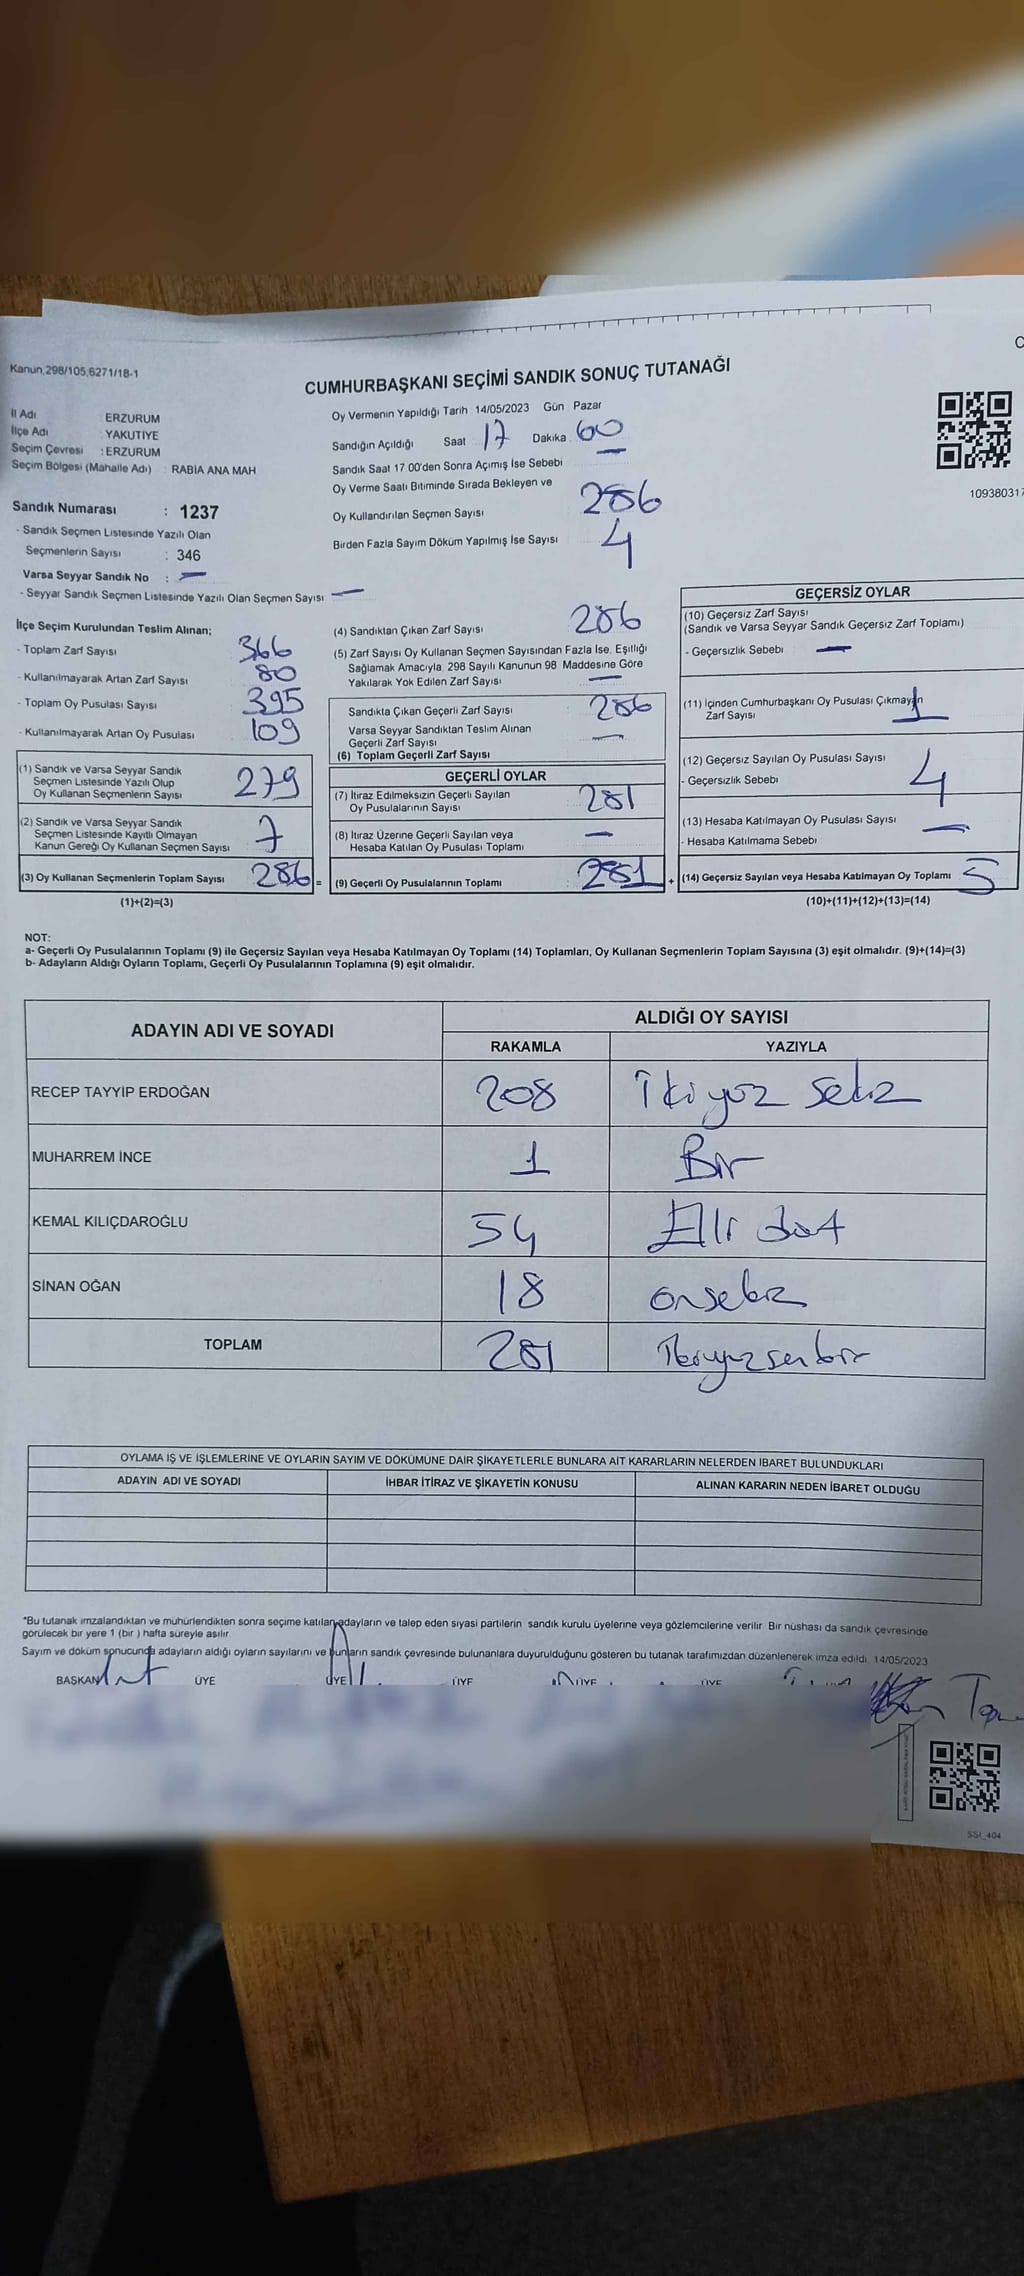 Kanun,298/105,6271/18-1
CUMHURBAŞKANI SEÇİMİ SANDIK SONUÇ TUTANAĞI
İl Adı ERZURUM
İlçe Adı YAKUTİYE
Seçim Çevresi : ERZURUM
Seçim Bölgesi (Mahalle Adı) : RABİA ANA MAH
Sandık Numarası : 1237
- Sandık Seçmen Listesinde Yazılı Olan
Seçmenlerin Sayısı : 346
Varsa Seyyar Sandık No : —
- Seyyar Sandık Seçmen Listesinde Yazılı Olan Seçmen Sayısı —
Oy Vermenin Yapıldığı Tarih 14/05/2023 Gün Pazar
Sandığın Açıldığı Saat 17 Dakika 00
Sandık Saat 17 00'den Sonra Açımış İse Sebebi —
Oy Verme Saati Bitiminde Sırada Bekleyen ve
Oy Kullandırılan Seçmen Sayısı 286
Birden Fazla Sayım Döküm Yapılmış İse Sayısı 4
109380317
İlçe Seçim Kurulundan Teslim Alınan;
- Toplam Zarf Sayısı 366
- Kullanılmayarak Artan Zarf Sayısı 80
- Toplam Oy Pusulası Sayısı 395
- Kullanılmayarak Artan Oy Pusulası 109
(1) Sandık ve Varsa Seyyar Sandık
Seçmen Listesinde Yazılı Olup
Oy Kullanan Seçmenlerin Sayısı 279
(2) Sandık ve Varsa Seyyar Sandık
Seçmen Listesinde Kayıtlı Olmayan
Kanun Gereği Oy Kullanan Seçmen Sayısı 7
(3) Oy Kullanan Seçmenlerin Toplam Sayısı 286 =
(1)+(2)=(3)
(4) Sandıktan Çıkan Zarf Sayısı 286
(5) Zarf Sayısı Oy Kullanan Seçmen Sayısından Fazla İse, Eşitliği
Sağlamak Amacıyla, 298 Sayılı Kanunun 98 Maddesine Göre
Yakılarak Yok Edilen Zarf Sayısı —
Sandıkta Çıkan Geçerli Zarf Sayısı 286
Varsa Seyyar Sandıktan Teslim Alınan
Geçerli Zarf Sayısı —
(6) Toplam Geçerli Zarf Sayısı
GEÇERLİ OYLAR
(7) İtiraz Edilmeksizin Geçerli Sayılan
Oy Pusulalarının Sayısı 281
(8) İtiraz Üzerine Geçerli Sayılan veya
Hesaba Katılan Oy Pusulası Toplamı —
(9) Geçerli Oy Pusulalarının Toplamı : 281 +
GEÇERSİZ OYLAR
(10) Geçersiz Zarf Sayısı
(Sandık ve Varsa Seyyar Sandık Geçersiz Zarf Toplamı)
- Geçersizlik Sebebi —
(11) İçinden Cumhurbaşkanı Oy Pusulası Çıkmayan
Zarf Sayısı 1
(12) Geçersiz Sayılan Oy Pusulası Sayısı 4
- Geçersizlik Sebebi
(13) Hesaba Katılmayan Oy Pusulası Sayısı —
- Hesaba Katılmama Sebebi
(14) Geçersiz Sayılan veya Hesaba Katılmayan Oy Toplamı 5
(10)+(11)+(12)+(13)=(14)
NOT:
a- Geçerli Oy Pusulalarının Toplamı (9) ile Geçersiz Sayılan veya Hesaba Katılmayan Oy Toplamı (14) Toplamları, Oy Kullanan Seçmenlerin Toplam Sayısına (3) eşit olmalıdır. (9)+(14)=(3)
b- Adayların Aldığı Oyların Toplamı, Geçerli Oy Pusulalarının Toplamına (9) eşit olmalıdır.
ADAYIN ADI VE SOYADI ALDIĞI OY SAYISI
RAKAMLA YAZIYLA
RECEP TAYYIP ERDOĞAN 208 İkiyüz sekiz
MUHARREM İNCE 1 Bir
KEMAL KILIÇDAROĞLU 54 Elli dört
SİNAN OĞAN 18 onsekiz
TOPLAM 281
OYLAMA İŞ VE İŞLEMLERİNE VE OYLARIN SAYIM VE DÖKÜMÜNE DAİR ŞİKAYETLERLE BUNLARA AİT KARARLARIN NELERDEN İBARET BULUNDUKLARI
ADAYIN ADI VE SOYADI İHBAR İTİRAZ VE ŞİKAYETİN KONUSU ALINAN KARARIN NEDEN İBARET OLDUĞU
*Bu tutanak imzalandıktan ve mühürlendikten sonra seçime katılan adayların ve talep eden siyasi partilerin sandık kurulu üyelerine veya gözlemcilerine verilir Bir nüshası da sandık çevresinde
görülecek bir yere 1 (bir ) hafta süreyle asılır.
Sayım ve döküm sonucunda adayların aldığı oyların sayılarını ve bunların sandık çevresinde bulunanlara duyurulduğunu gösteren bu tutanak tarafımızdan düzenlenerek imza edildi. 14/05/2023
BAŞKAN ÜYE ÜYE ÜYE ÜYE ÜYE
SSI_404